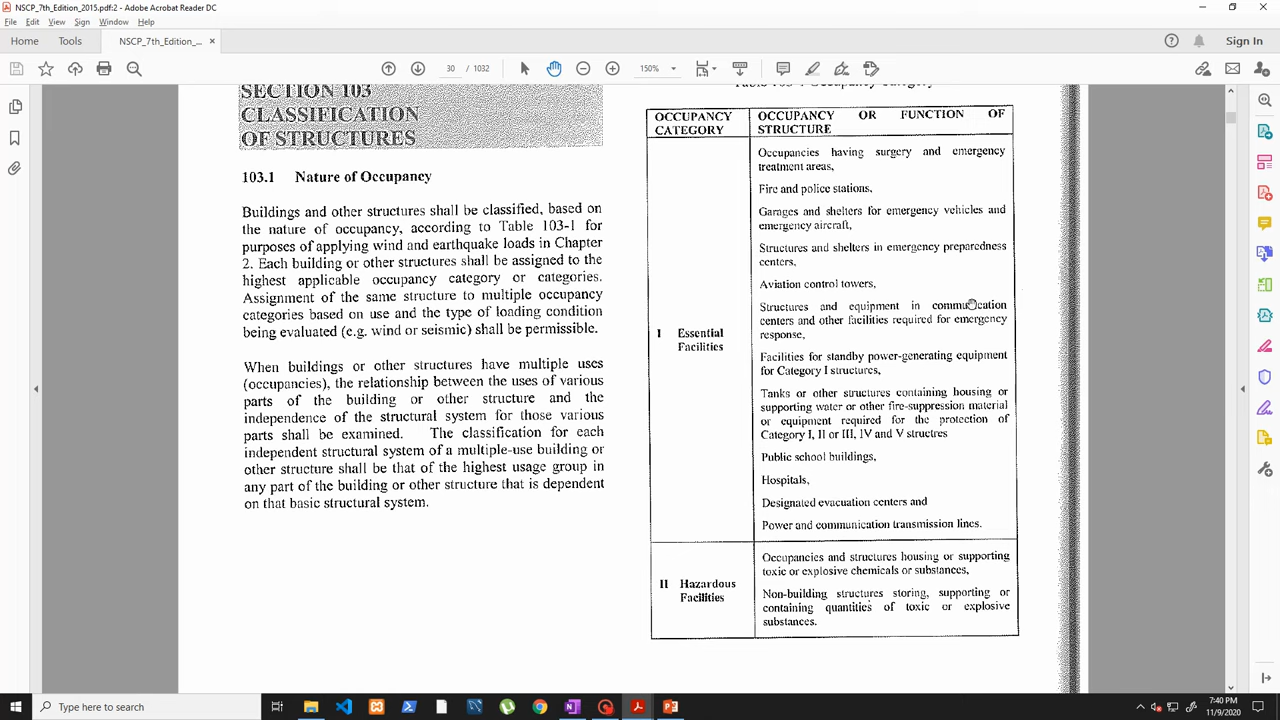 NSCP_7th_Edition_2015.pdf:2 - Adobe Acrobat Reader DC
File Edit View Sign Window Help
Home Tools NSCP_7th_Edition_... × Sign In
30 / 1032 150%
SECTION 103
CLASSIFICATION
OF STRUCTURES
103.1 Nature of Occupancy
Buildings and other structures shall be classified, based on
the nature of occupancy, according to Table 103-1 for
purposes of applying wind and earthquake loads in Chapter
2. Each building or other structures shall be assigned to the
highest applicable occupancy category or categories.
Assignment of the same structure to multiple occupancy
categories based on use and the type of loading condition
being evaluated (e.g. wind or seismic) shall be permissible.
When buildings or other structures have multiple uses
(occupancies), the relationship between the uses of various
parts of the building or other structure and the
independence of the structural system for those various
parts shall be examined. The classification for each
independent structural system of a multiple-use building or
other structure shall be that of the highest usage group in
any part of the building or other structure that is dependent
on that basic structural system.
OCCUPANCY
CATEGORY
OCCUPANCY OR FUNCTION OF
STRUCTURE
I Essential
Facilities
Occupancies having surgery and emergency
treatment areas,
Fire and police stations,
Garages and shelters for emergency vehicles and
emergency aircraft,
Structures and shelters in emergency preparedness
centers,
Aviation control towers,
Structures and equipment in communication
centers and other facilities required for emergency
response,
Facilities for standby power-generating equipment
for Category I structures,
Tanks or other structures containing housing or
supporting water or other fire-suppression material
or equipment required for the protection of
Category I, II or III, IV and V structres
Public school buildings,
Hospitals,
Designated evacuation centers and
Power and communication transmission lines.
II Hazardous
Facilities
Occupancies and structures housing or supporting
toxic or explosive chemicals or substances,
Non-building structures storing, supporting or
containing quantities of toxic or explosive
substances.
Type here to search
7:40 PM
11/9/2020